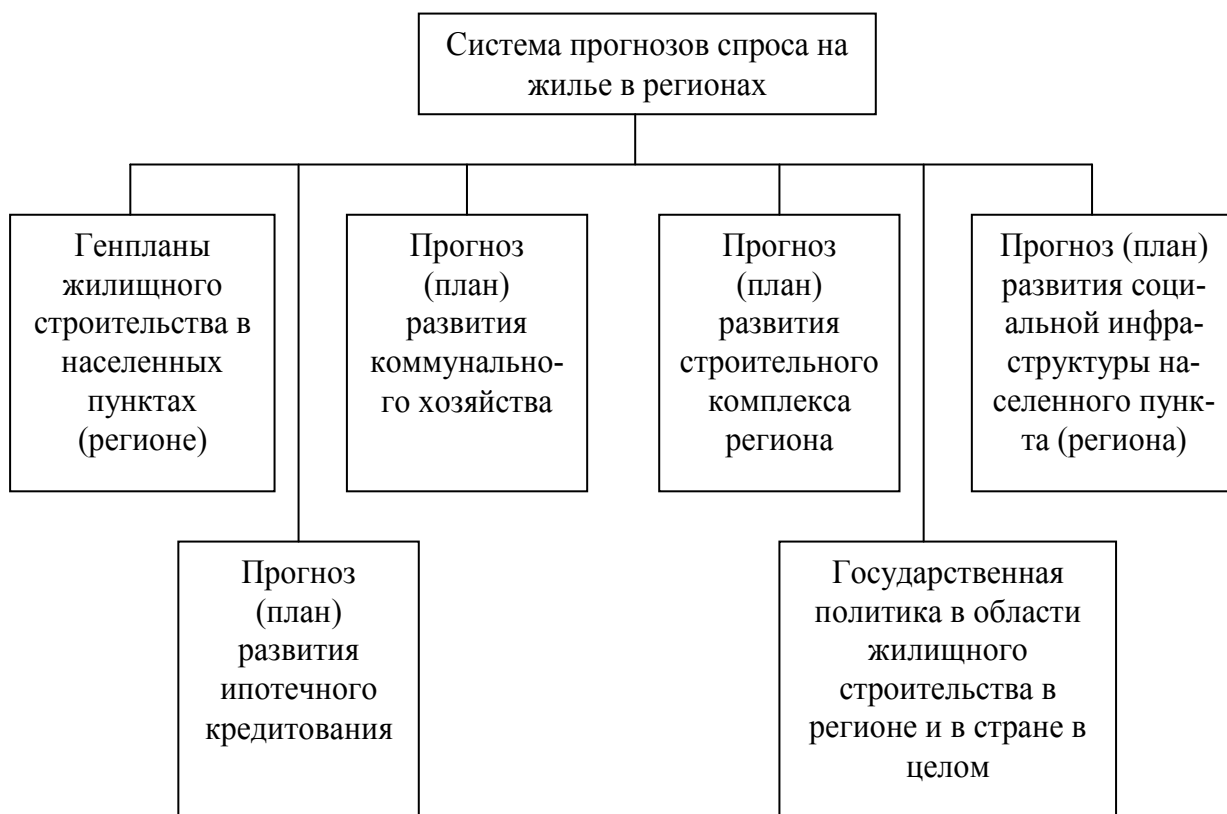 Система прогнозов спроса на
жилье в регионах
Генпланы
жилищного
строительства в
населенных
пунктах
(регионе)
Прогноз
(план)
развития
коммунально-
го хозяйства
Прогноз
(план)
развития
строительного
комплекса
региона
Прогноз (план)
развития соци-
альной инфра-
структуры на-
селенного пунк-
та (региона)
Прогноз
(план)
развития
ипотечного
кредитования
Государственная
политика в области
жилищного
строительства в
регионе и в стране в
целом